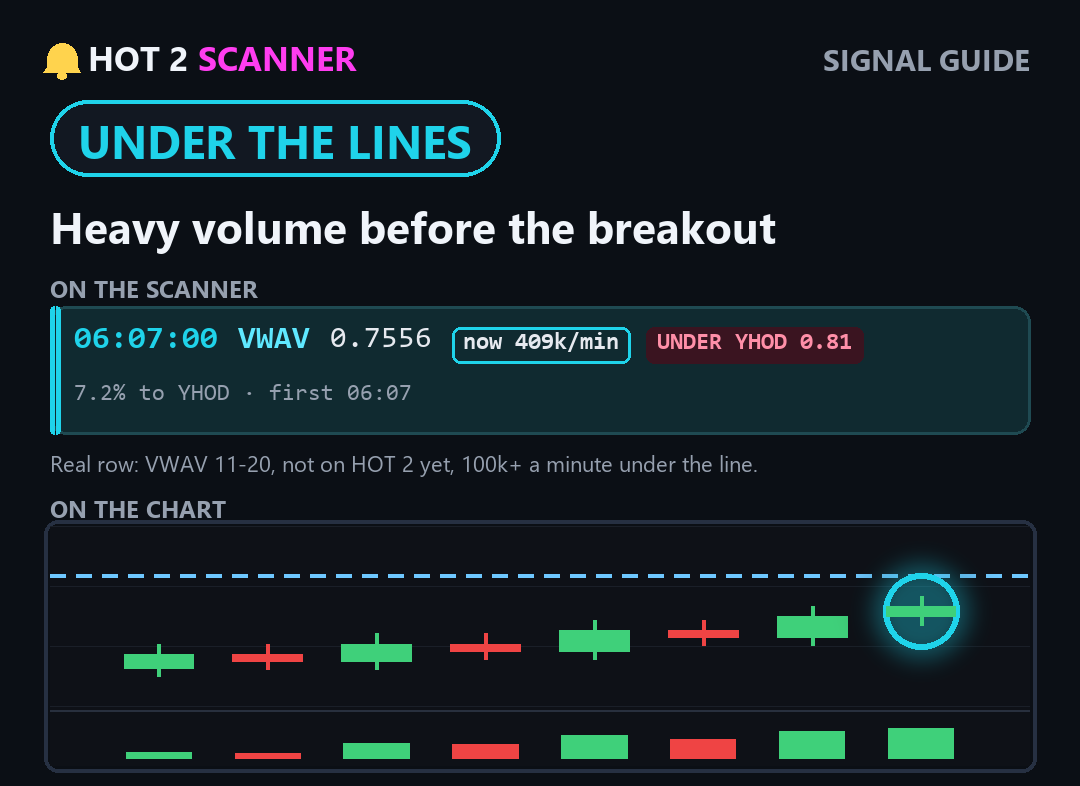 HOT 2 SCANNER
SIGNAL GUIDE
UNDER THE LINES
Heavy volume before the breakout
ON THE SCANNER
06:07:00 VWAV 0.7556 now 409k/min UNDER YHOD 0.81
7.2% to YHOD · first 06:07
Real row: VWAV 11-20, not on HOT 2 yet, 100k+ a minute under the line.
ON THE CHART